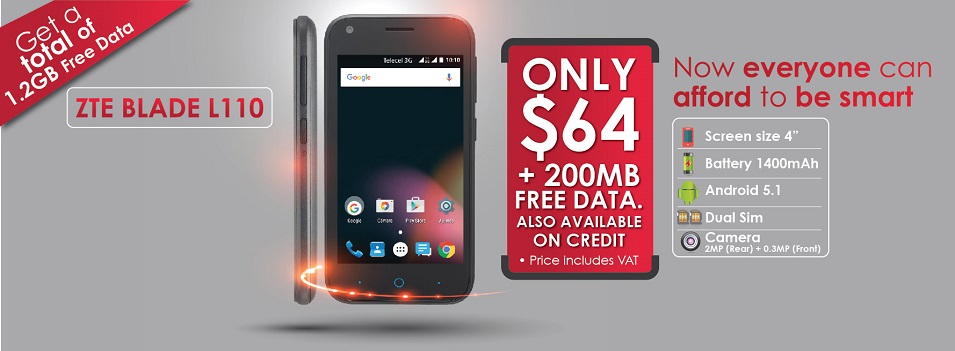 Get a
total of
1.2GB Free Data
ZTE BLADE L110
Telecel 3G
10:10
Google
Google
Camera
Play Store
ONLY
$64
+ 200MB
FREE DATA.
ALSO AVAILABLE
ON CREDIT
• Price includes VAT
Now everyone can
afford to be smart
Screen size 4"
Battery 1400mAh
Android 5.1
Dual Sim
Camera
2MP (Rear) + 0.3MP (Front)